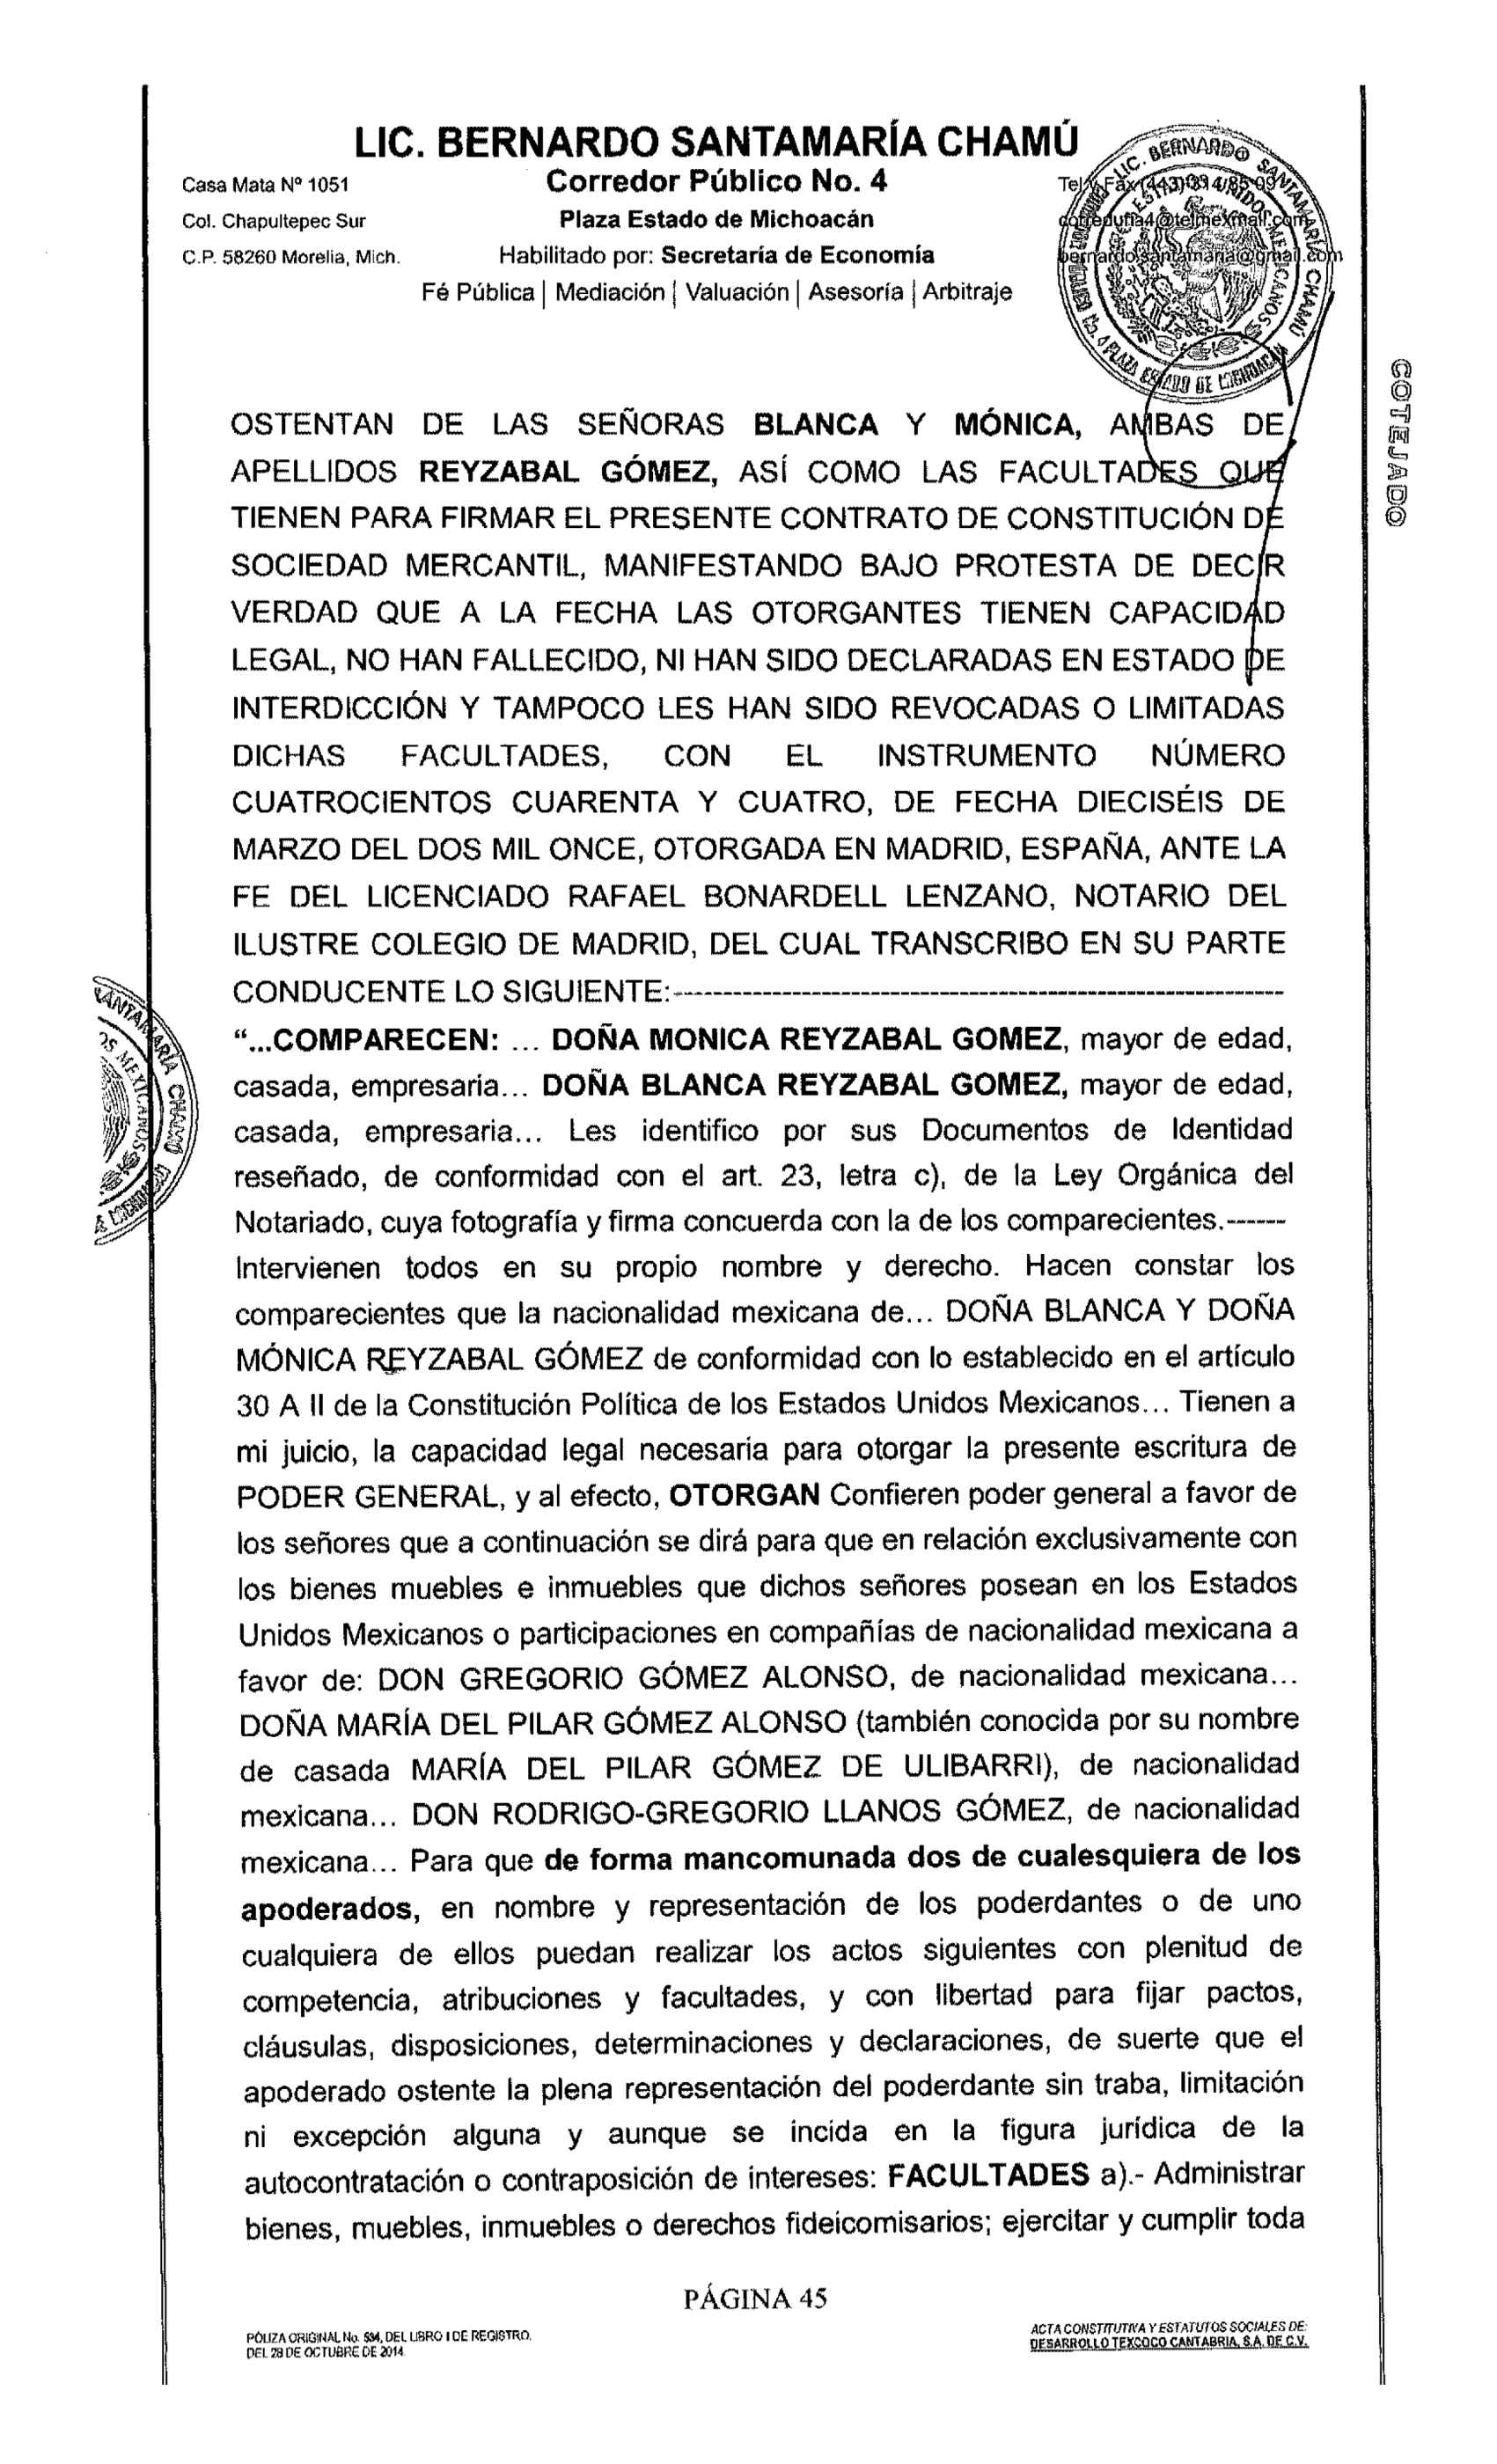 LIC. BERNARDO SANTAMARÍA CHAMÚ
Casa Mata Nº 1051
Corredor Público No. 4
Tel y Fax (443) 314 85 09
Col. Chapultepec Sur
Plaza Estado de Michoacán
correduria4@telmexmail.com
C.P. 58260 Morelia, Mich.
Habilitado por: Secretaría de Economía
bernardo.santamaria@gmail.com
Fé Pública | Mediación | Valuación | Asesoría | Arbitraje
LIC. BERNARDO SANTAMARÍA CHAMÚ
ESTADOS UNIDOS MEXICANOS
No. 4 PLAZA ESTADO DE MICHOACÁN
COTEJADO
OSTENTAN DE LAS SEÑORAS BLANCA Y MÓNICA, AMBAS DE
APELLIDOS REYZABAL GÓMEZ, ASÍ COMO LAS FACULTADES QUE
TIENEN PARA FIRMAR EL PRESENTE CONTRATO DE CONSTITUCIÓN DE
SOCIEDAD MERCANTIL, MANIFESTANDO BAJO PROTESTA DE DECIR
VERDAD QUE A LA FECHA LAS OTORGANTES TIENEN CAPACIDAD
LEGAL, NO HAN FALLECIDO, NI HAN SIDO DECLARADAS EN ESTADO DE
INTERDICCIÓN Y TAMPOCO LES HAN SIDO REVOCADAS O LIMITADAS
DICHAS FACULTADES, CON EL INSTRUMENTO NÚMERO
CUATROCIENTOS CUARENTA Y CUATRO, DE FECHA DIECISÉIS DE
MARZO DEL DOS MIL ONCE, OTORGADA EN MADRID, ESPAÑA, ANTE LA
FE DEL LICENCIADO RAFAEL BONARDELL LENZANO, NOTARIO DEL
ILUSTRE COLEGIO DE MADRID, DEL CUAL TRANSCRIBO EN SU PARTE
CONDUCENTE LO SIGUIENTE:------------------------------------------------------------
“...COMPARECEN: ... DOÑA MONICA REYZABAL GOMEZ, mayor de edad,
casada, empresaria... DOÑA BLANCA REYZABAL GOMEZ, mayor de edad,
casada, empresaria... Les identifico por sus Documentos de Identidad
reseñado, de conformidad con el art. 23, letra c), de la Ley Orgánica del
Notariado, cuya fotografía y firma concuerda con la de los comparecientes.------
Intervienen todos en su propio nombre y derecho. Hacen constar los
comparecientes que la nacionalidad mexicana de... DOÑA BLANCA Y DOÑA
MÓNICA REYZABAL GÓMEZ de conformidad con lo establecido en el artículo
30 A II de la Constitución Política de los Estados Unidos Mexicanos... Tienen a
mi juicio, la capacidad legal necesaria para otorgar la presente escritura de
PODER GENERAL, y al efecto, OTORGAN Confieren poder general a favor de
los señores que a continuación se dirá para que en relación exclusivamente con
los bienes muebles e inmuebles que dichos señores posean en los Estados
Unidos Mexicanos o participaciones en compañías de nacionalidad mexicana a
favor de: DON GREGORIO GÓMEZ ALONSO, de nacionalidad mexicana...
DOÑA MARÍA DEL PILAR GÓMEZ ALONSO (también conocida por su nombre
de casada MARÍA DEL PILAR GÓMEZ DE ULIBARRI), de nacionalidad
mexicana... DON RODRIGO-GREGORIO LLANOS GÓMEZ, de nacionalidad
mexicana... Para que de forma mancomunada dos de cualesquiera de los
apoderados, en nombre y representación de los poderdantes o de uno
cualquiera de ellos puedan realizar los actos siguientes con plenitud de
competencia, atribuciones y facultades, y con libertad para fijar pactos,
cláusulas, disposiciones, determinaciones y declaraciones, de suerte que el
apoderado ostente la plena representación del poderdante sin traba, limitación
ni excepción alguna y aunque se incida en la figura jurídica de la
autocontratación o contraposición de intereses: FACULTADES a).- Administrar
bienes, muebles, inmuebles o derechos fideicomisarios; ejercitar y cumplir toda
PÁGINA 45
PÓLIZA ORIGINAL No. 534, DEL LIBRO I DE REGISTRO.
DEL 28 DE OCTUBRE DE 2014.
ACTA CONSTITUTIVA Y ESTATUTOS SOCIALES DE:
DESARROLLO TEXCOCO CANTABRIA, S.A. DE C.V.